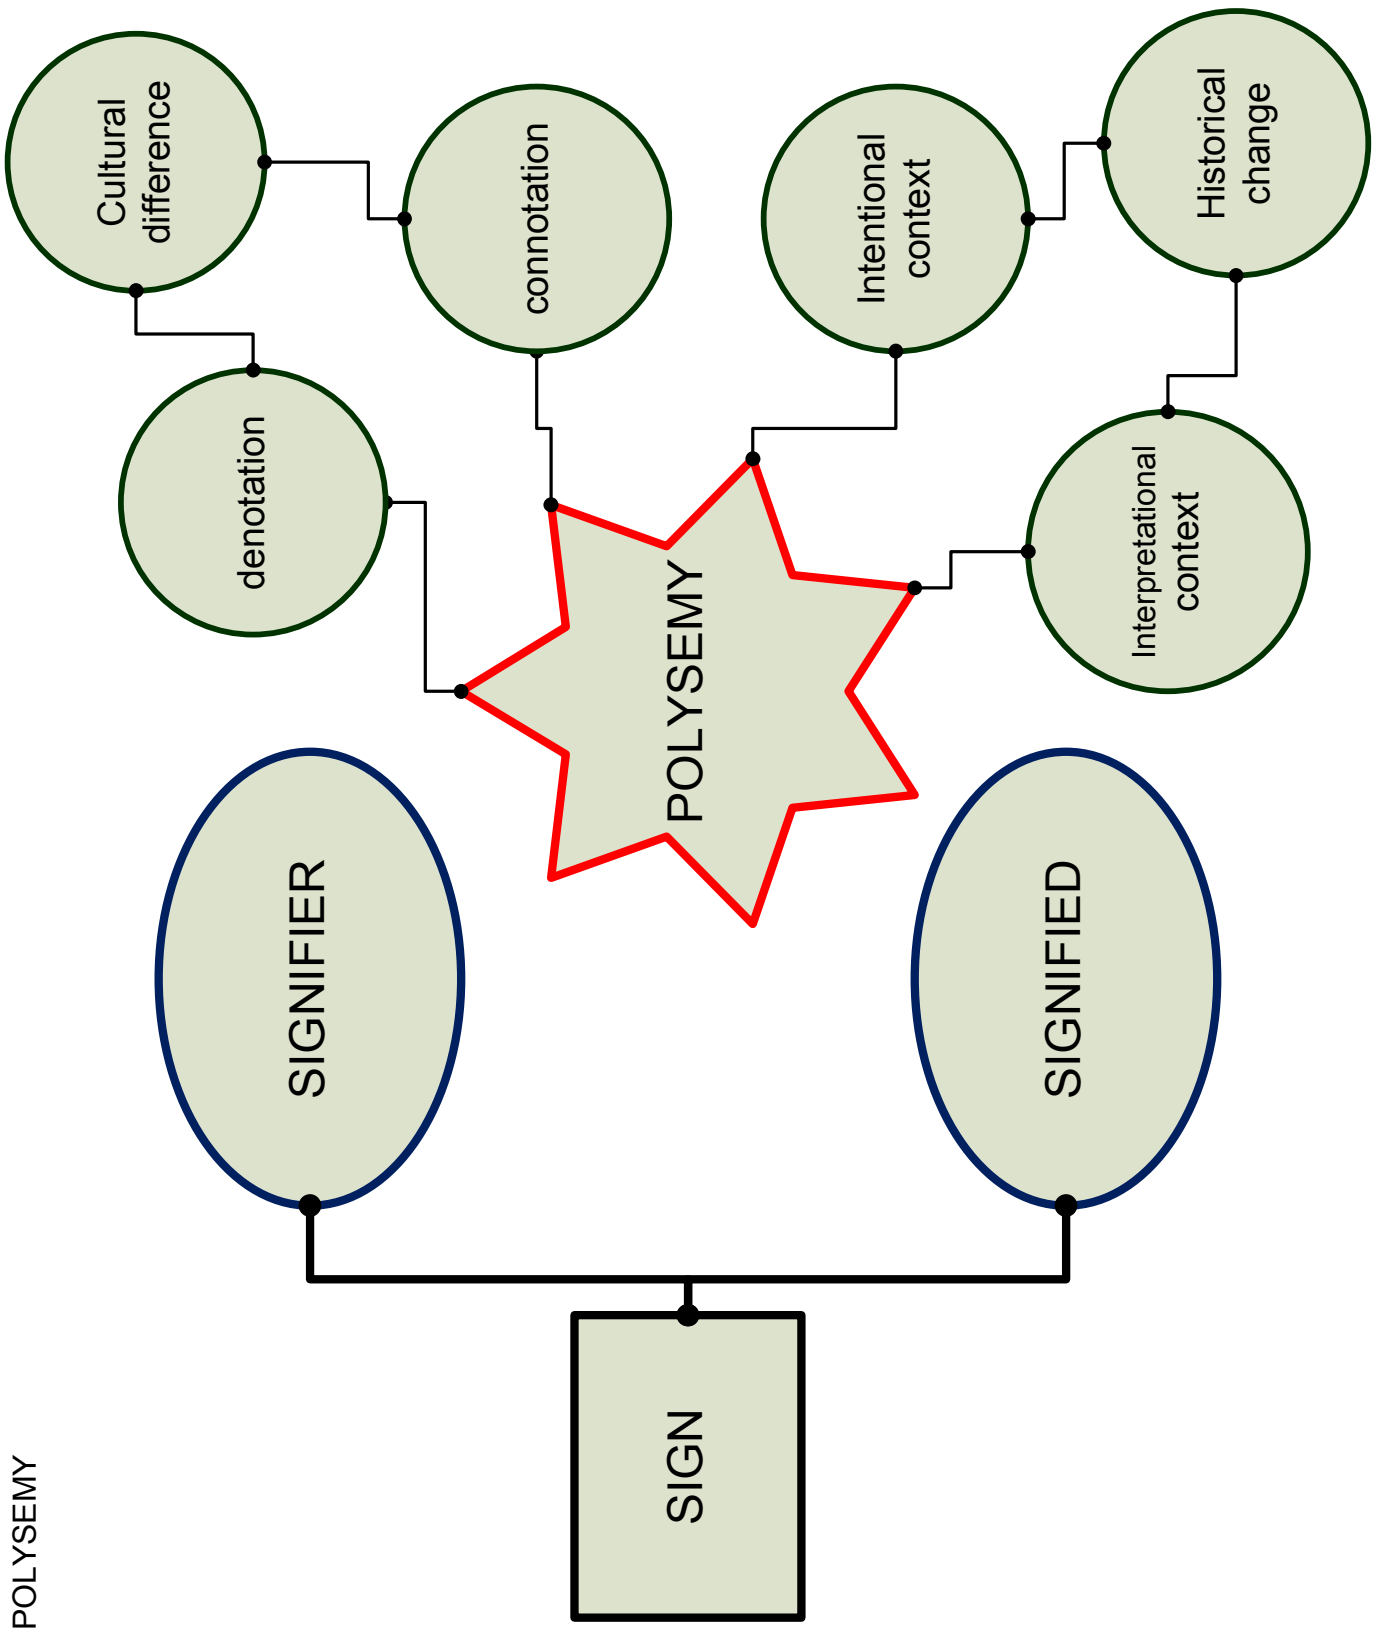 POLYSEMY
SIGN
SIGNIFIER
SIGNIFIED
POLYSEMY
denotation
Cultural
difference
connotation
Intentional
context
Historical
change
Interpretational
context